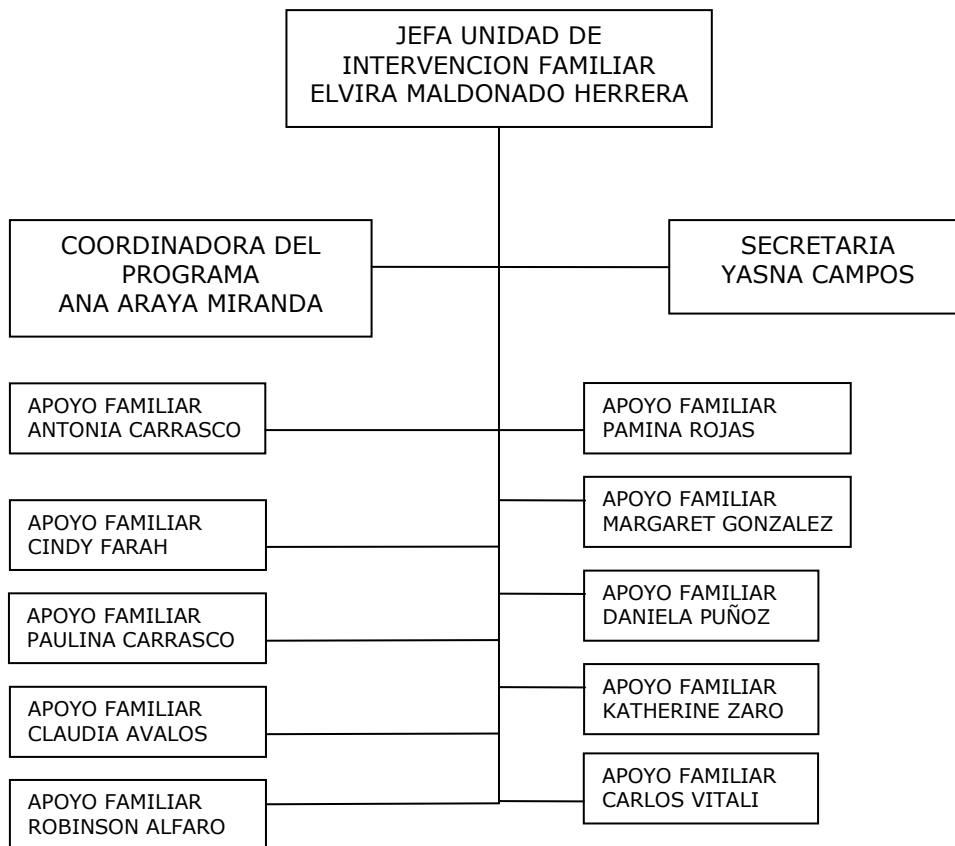 JEFA UNIDAD DE
INTERVENCION FAMILIAR
ELVIRA MALDONADO HERRERA
COORDINADORA DEL
PROGRAMA
ANA ARAYA MIRANDA
SECRETARIA
YASNA CAMPOS
APOYO FAMILIAR
ANTONIA CARRASCO
APOYO FAMILIAR
PAMINA ROJAS
APOYO FAMILIAR
CINDY FARAH
APOYO FAMILIAR
MARGARET GONZALEZ
APOYO FAMILIAR
PAULINA CARRASCO
APOYO FAMILIAR
DANIELA PUÑOZ
APOYO FAMILIAR
CLAUDIA AVALOS
APOYO FAMILIAR
KATHERINE ZARO
APOYO FAMILIAR
ROBINSON ALFARO
APOYO FAMILIAR
CARLOS VITALI